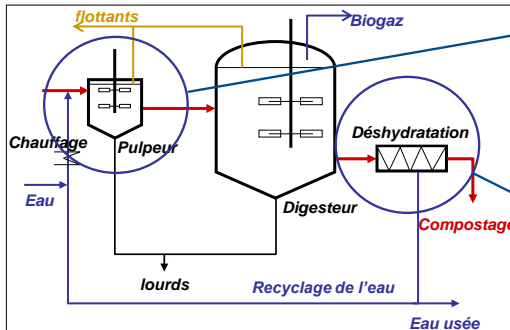 flottants
Biogaz
Chauffage
Pulpeur
Déshydratation
Eau
Digesteur
Compostage
lourds
Recyclage de l'eau
Eau usée